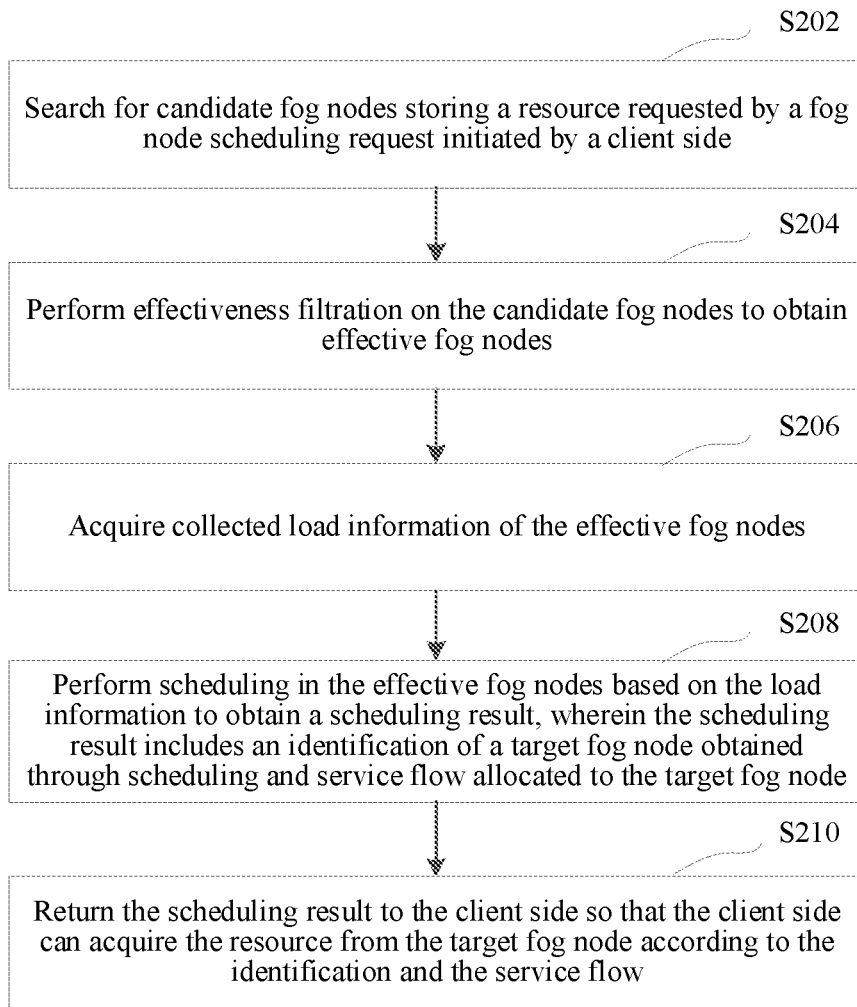 S202
Search for candidate fog nodes storing a resource requested by a fog
node scheduling request initiated by a client side
S204
Perform effectiveness filtration on the candidate fog nodes to obtain
effective fog nodes
S206
Acquire collected load information of the effective fog nodes
S208
Perform scheduling in the effective fog nodes based on the load
information to obtain a scheduling result, wherein the scheduling
result includes an identification of a target fog node obtained
through scheduling and service flow allocated to the target fog node
S210
Return the scheduling result to the client side so that the client side
can acquire the resource from the target fog node according to the
identification and the service flow